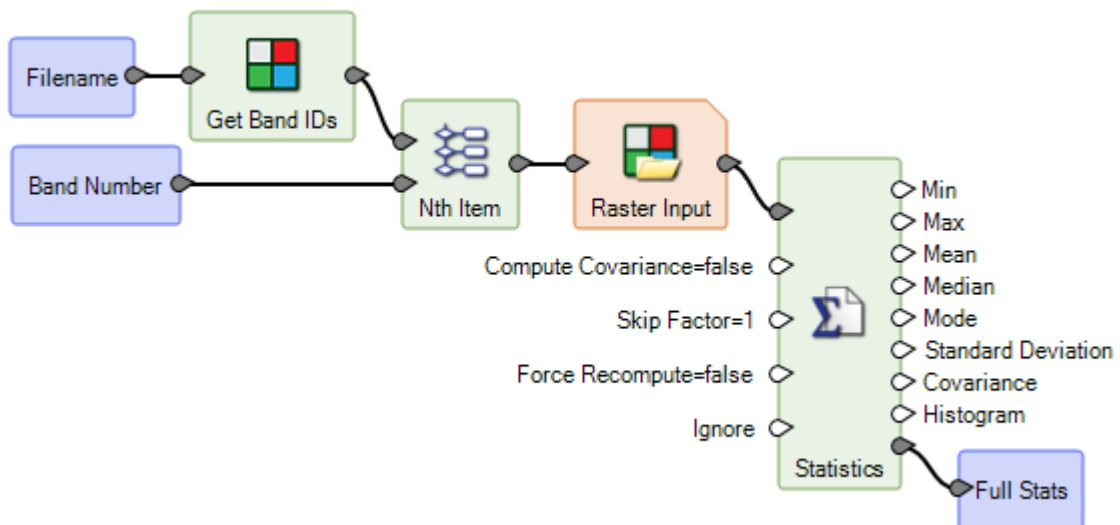 Filename
Get Band IDs
Band Number
Nth Item
Raster Input
Compute Covariance=false
Skip Factor=1
Force Recompute=false
Ignore
Statistics
Min
Max
Mean
Median
Mode
Standard Deviation
Covariance
Histogram
Full Stats